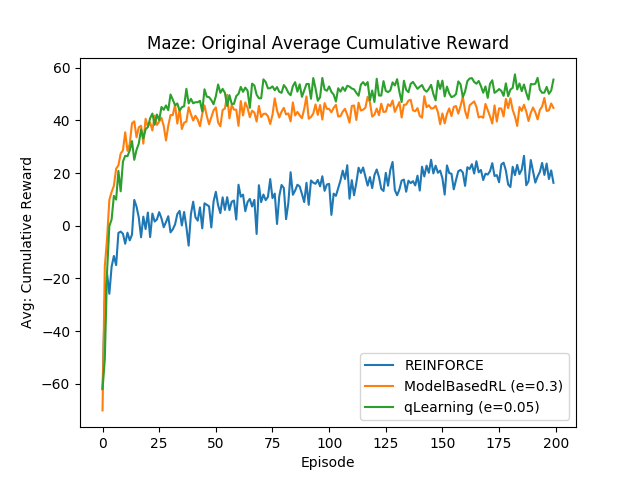 Maze: Original Average Cumulative Reward
Avg: Cumulative Reward
60
40
20
0
−20
−40
−60
0 25 50 75 100 125 150 175 200
Episode
REINFORCE
ModelBasedRL (e=0.3)
qLearning (e=0.05)